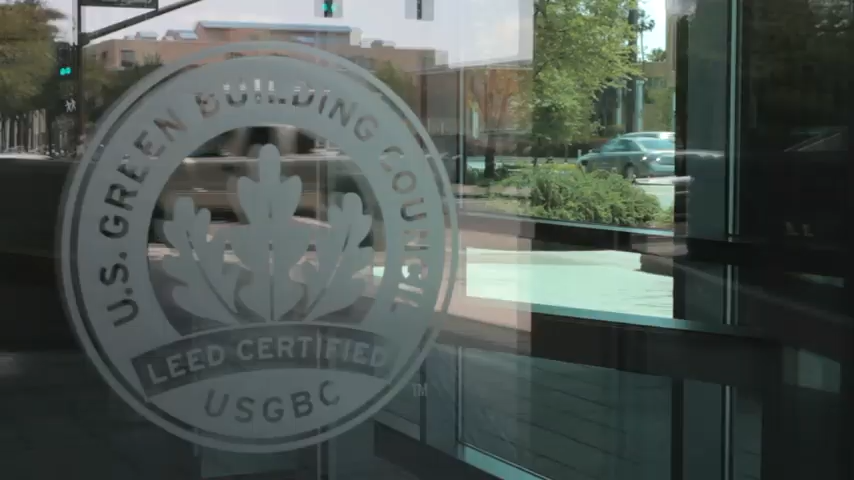 U.S. GREEN BUILDING COUNCIL
LEED CERTIFIED
USGBC
TM